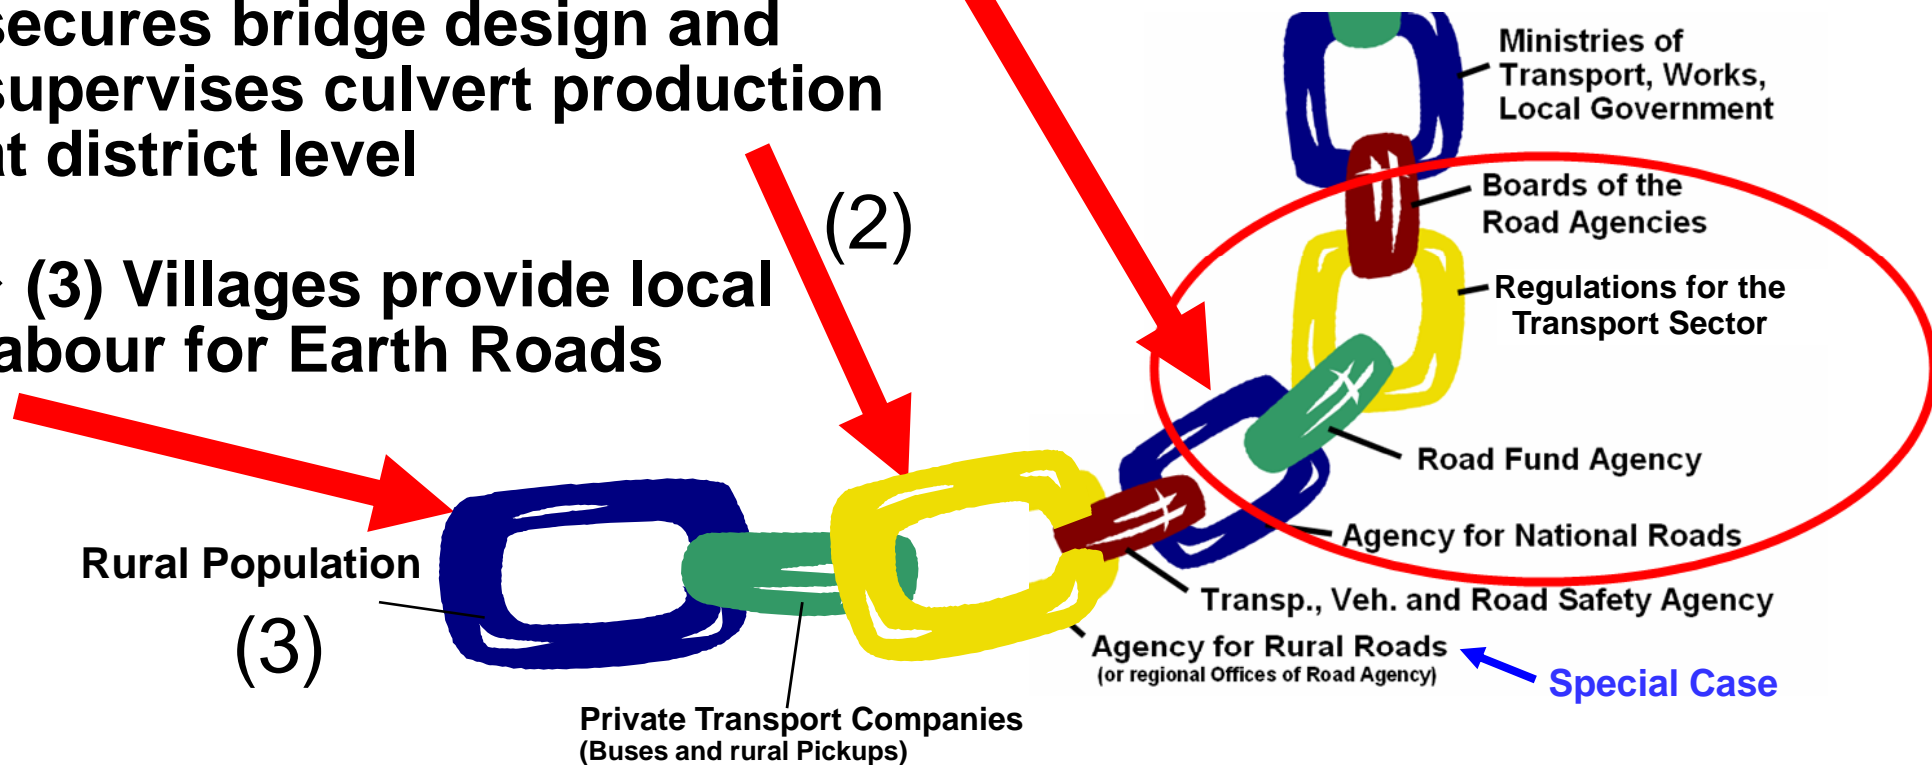 secures bridge design and
supervises culvert production
at district level
(2)
(3) Villages provide local
labour for Earth Roads
Rural Population
(3)
Private Transport Companies
(Buses and rural Pickups)
Ministries of
Transport, Works,
Local Government
Boards of the
Road Agencies
Regulations for the
Transport Sector
Road Fund Agency
Agency for National Roads
Transp., Veh. and Road Safety Agency
Agency for Rural Roads
(or regional Offices of Road Agency)
Special Case